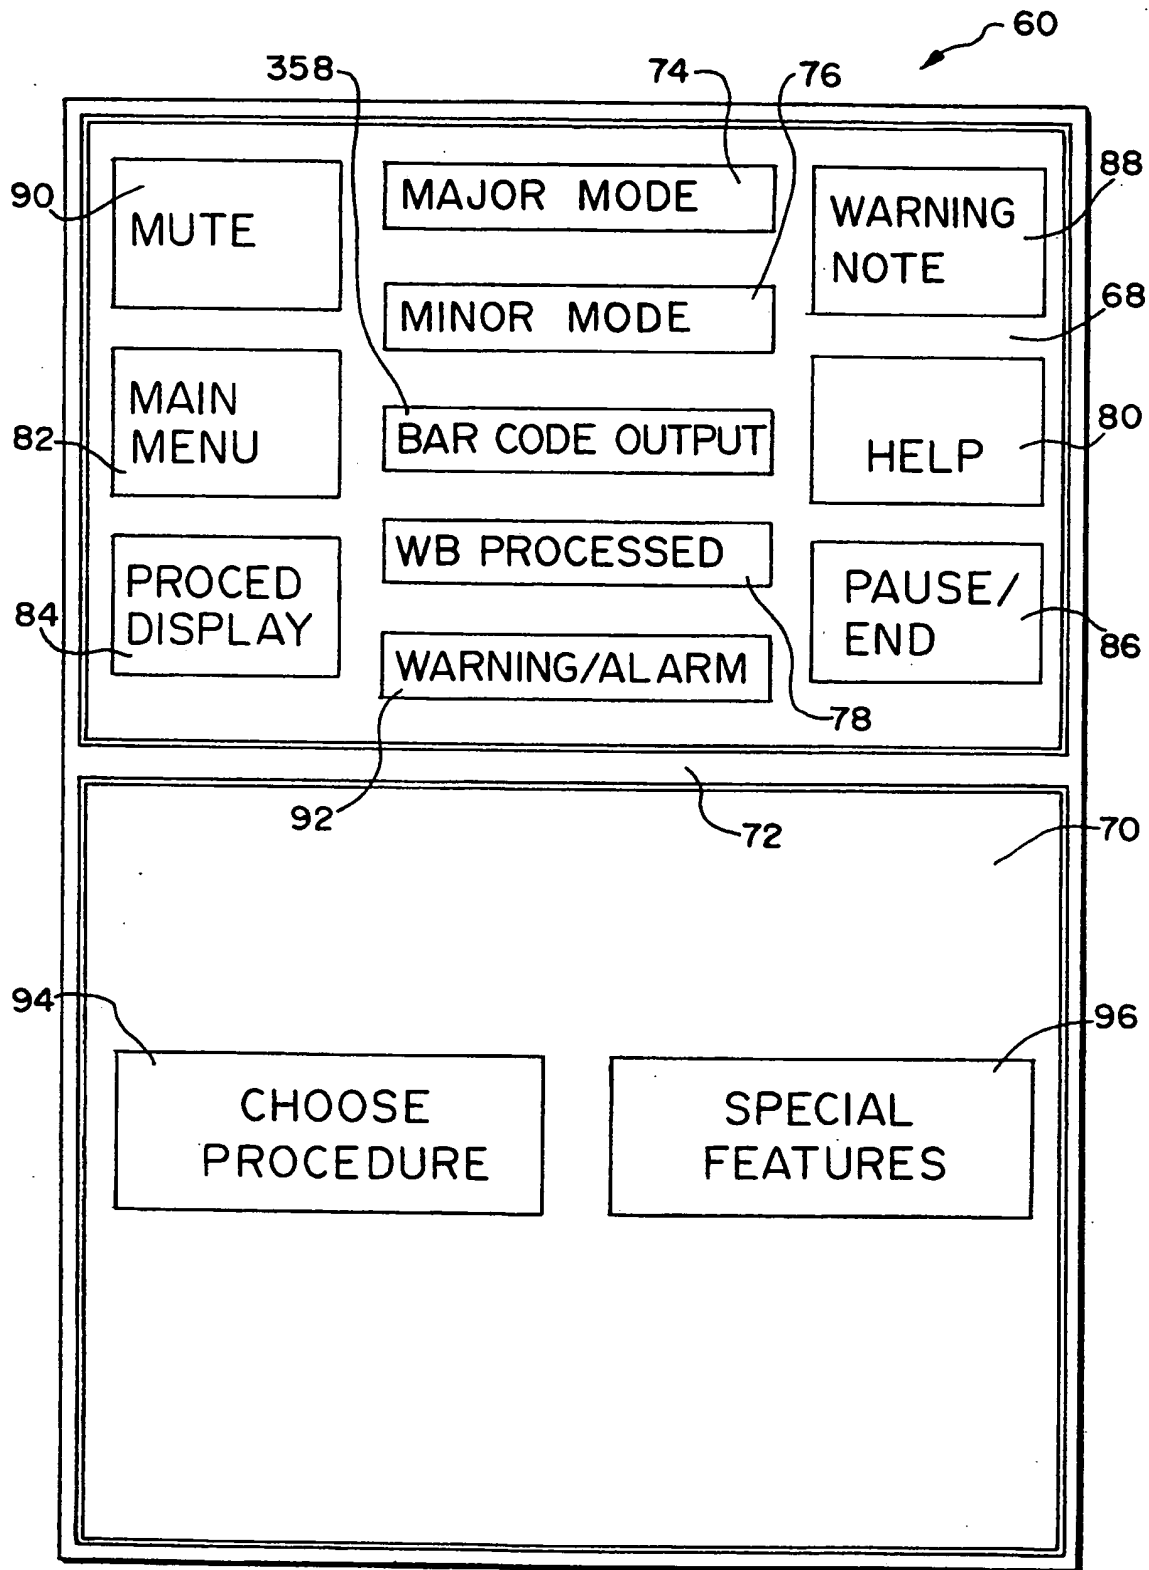 60
358
74
76
90
MUTE
MAJOR MODE
WARNING
NOTE
88
MINOR MODE
68
82
MAIN
MENU
BAR CODE OUTPUT
HELP
80
84
PROCED
DISPLAY
WB PROCESSED
PAUSE/
END
86
WARNING/ALARM
78
92
72
70
94
96
CHOOSE
PROCEDURE
SPECIAL
FEATURES